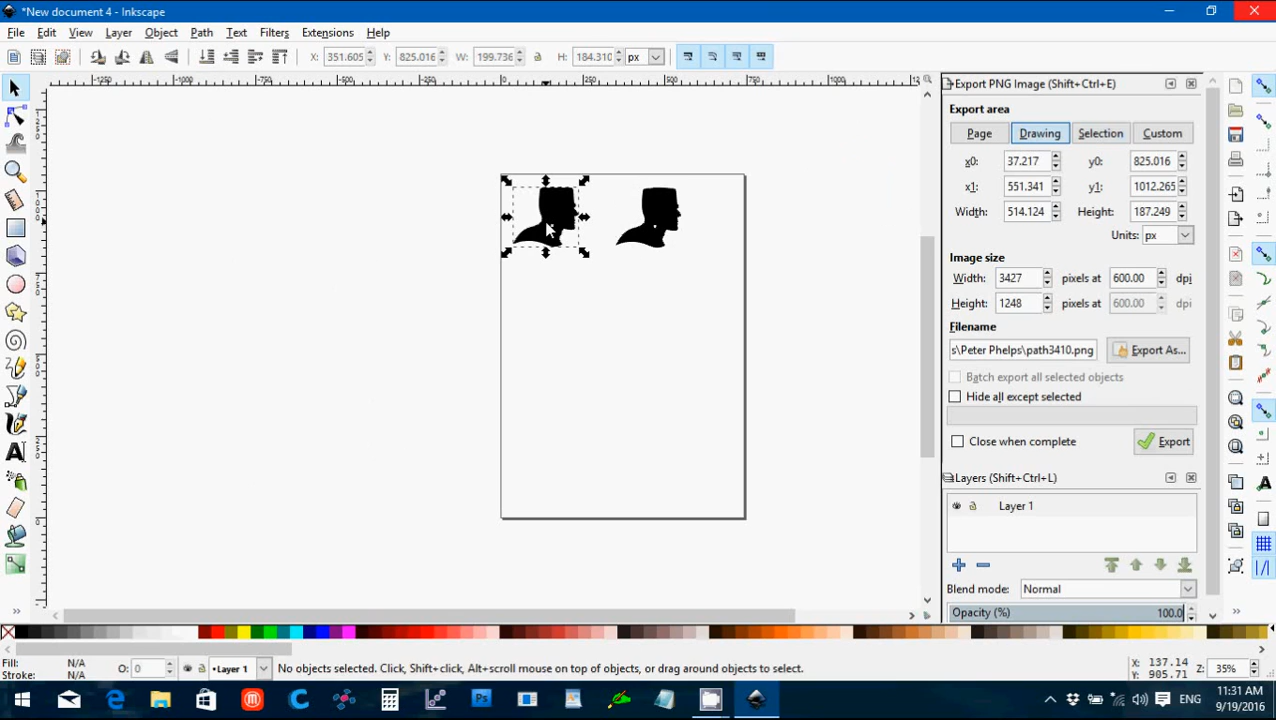 *New document 4 - Inkscape
File Edit View Layer Object Path Text Filters Extensions Help
X: 351.605 Y: 825.016 W: 199.736 H: 184.310 px
Export PNG Image (Shift+Ctrl+E)
Export area
Page Drawing Selection Custom
x0: 37.217 y0: 825.016
x1: 551.341 y1: 1012.265
Width: 514.124 Height: 187.249
Units: px
Image size
Width: 3427 pixels at 600.00 dpi
Height: 1248 pixels at 600.00 dpi
Filename
s\Peter Phelps\path3410.png Export As...
Batch export all selected objects
Hide all except selected
Close when complete Export
Layers (Shift+Ctrl+L)
Layer 1
Blend mode: Normal
Opacity (%) 100.0
Fill: N/A
Stroke: N/A
O: 0
•Layer 1
No objects selected. Click, Shift+click, Alt+scroll mouse on top of objects, or drag around objects to select.
X: 137.14
Y: 905.71
Z: 35%
ENG
11:31 AM
9/19/2016